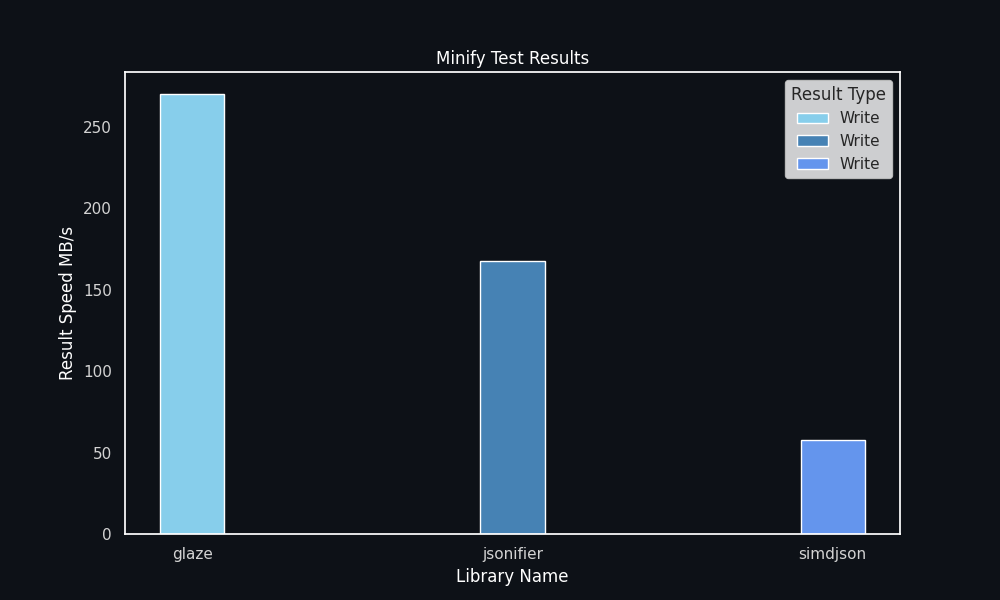 Minify Test Results
Result Type
Write
Write
Write
Result Speed MB/s
250
200
150
100
50
0
glaze
jsonifier
simdjson
Library Name